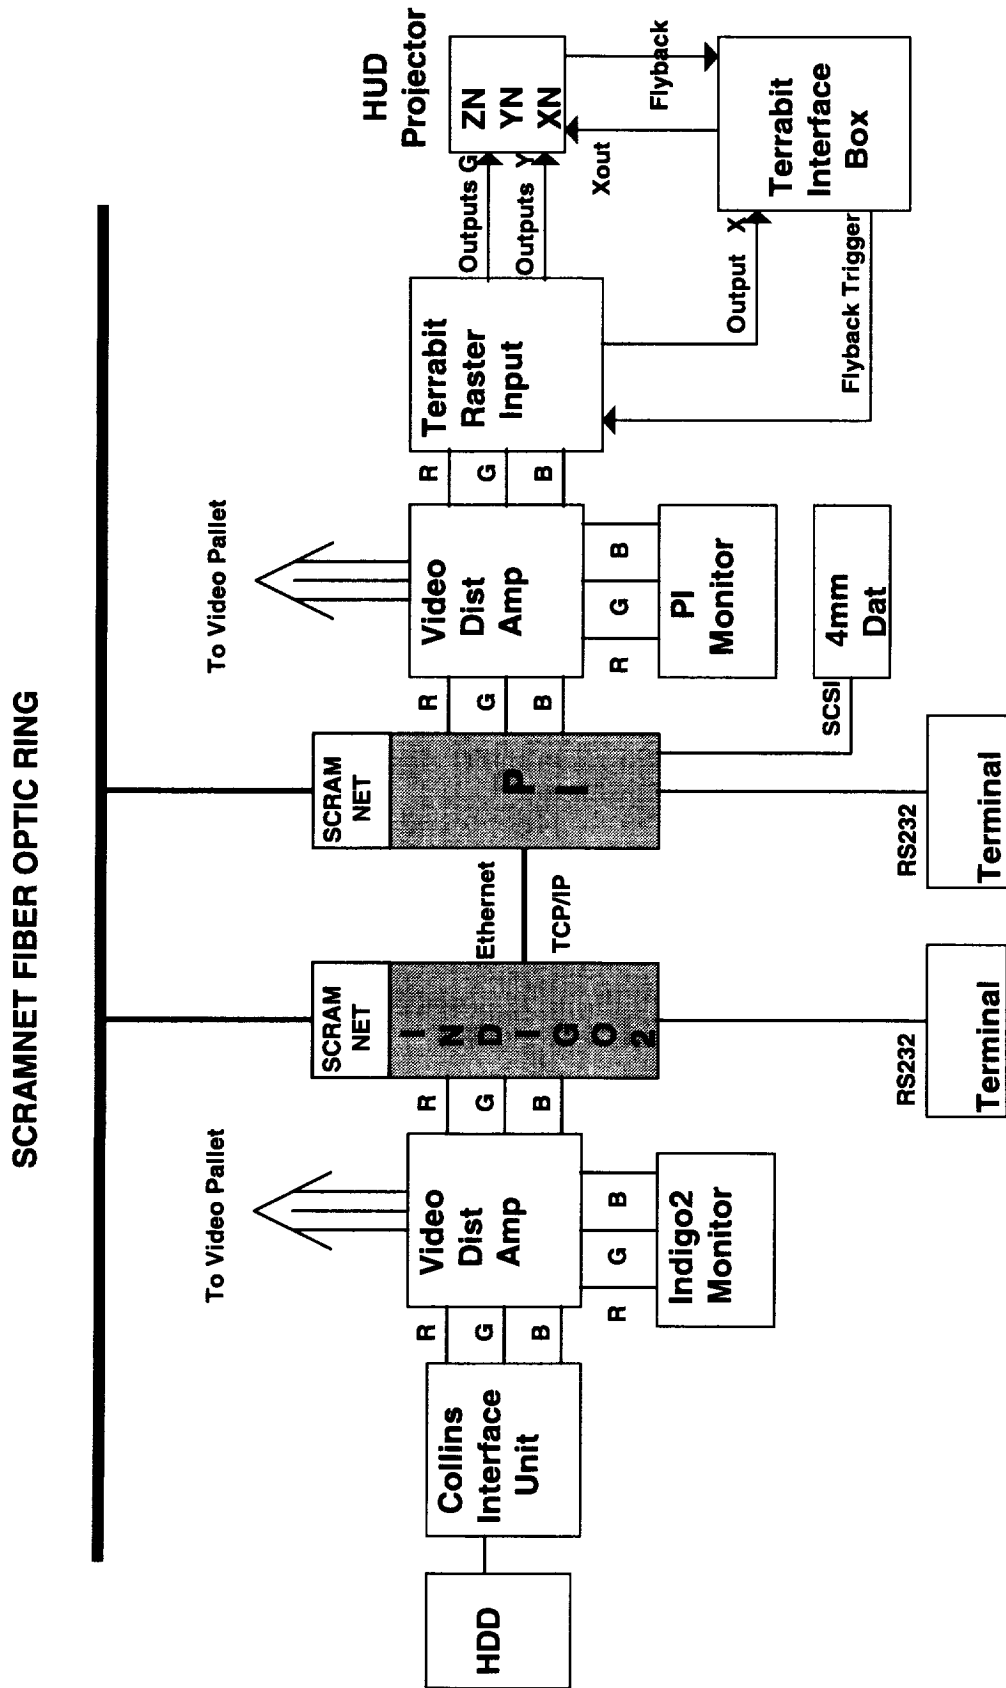 SCRAMNET FIBER OPTIC RING
To Video Pallet
To Video Pallet
HDD
Collins
Interface
Unit
R
G
B
Video
Dist
Amp
R
G
B
Indigo2
Monitor
R
G
B
SCRAM
NET
INDIGO2
RS232
Terminal
Ethernet
TCP/IP
SCRAM
NET
PI
RS232
Terminal
SCSI
4mm
Dat
R
G
B
Video
Dist
Amp
R
G
B
PI
Monitor
R
G
B
Terrabit
Raster
Input
Outputs G
Outputs Y
HUD
Projector
ZN
YN
XN
Xout
Flyback
Output X
Flyback Trigger
Terrabit
Interface
Box